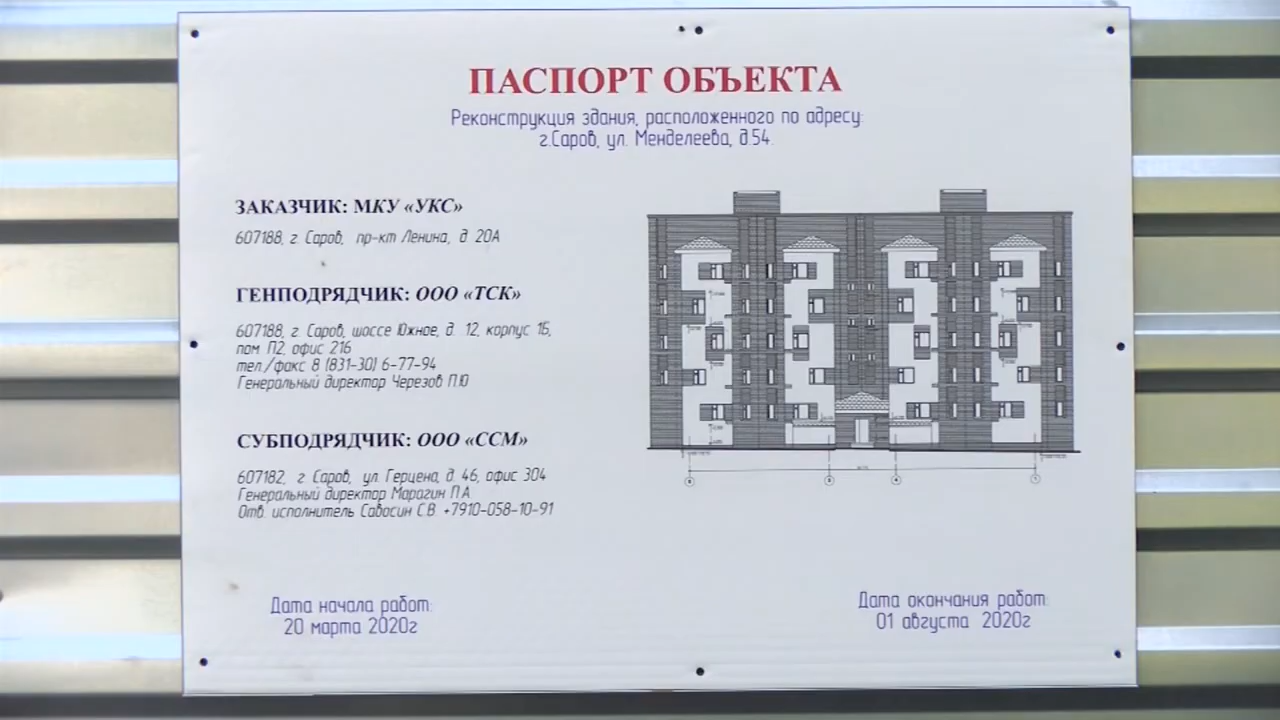 ПАСПОРТ ОБЪЕКТА
Реконструкция здания, расположенного по адресу:
г.Саров, ул. Менделеева, д.54.
ЗАКАЗЧИК: МКУ «УКС»
607188, г. Саров, пр-кт Ленина, д. 20А
ГЕНПОДРЯДЧИК: ООО «ТСК»
607188, г. Саров, шоссе Южное, д. 12, корпус 15,
пом. П2, офис 216
тел./факс 8 (831-30) 6-77-94
Генеральный директор Черезов П.Ю
СУБПОДРЯДЧИК: ООО «ССМ»
607182, г. Саров, ул. Герцена, д. 46, офис 304
Генеральный директор Марагин П.А.
Отв. исполнитель Савосин С.В. +7910-058-10-91
Дата начала работ:
20 марта 2020г
Дата окончания работ:
01 августа 2020г